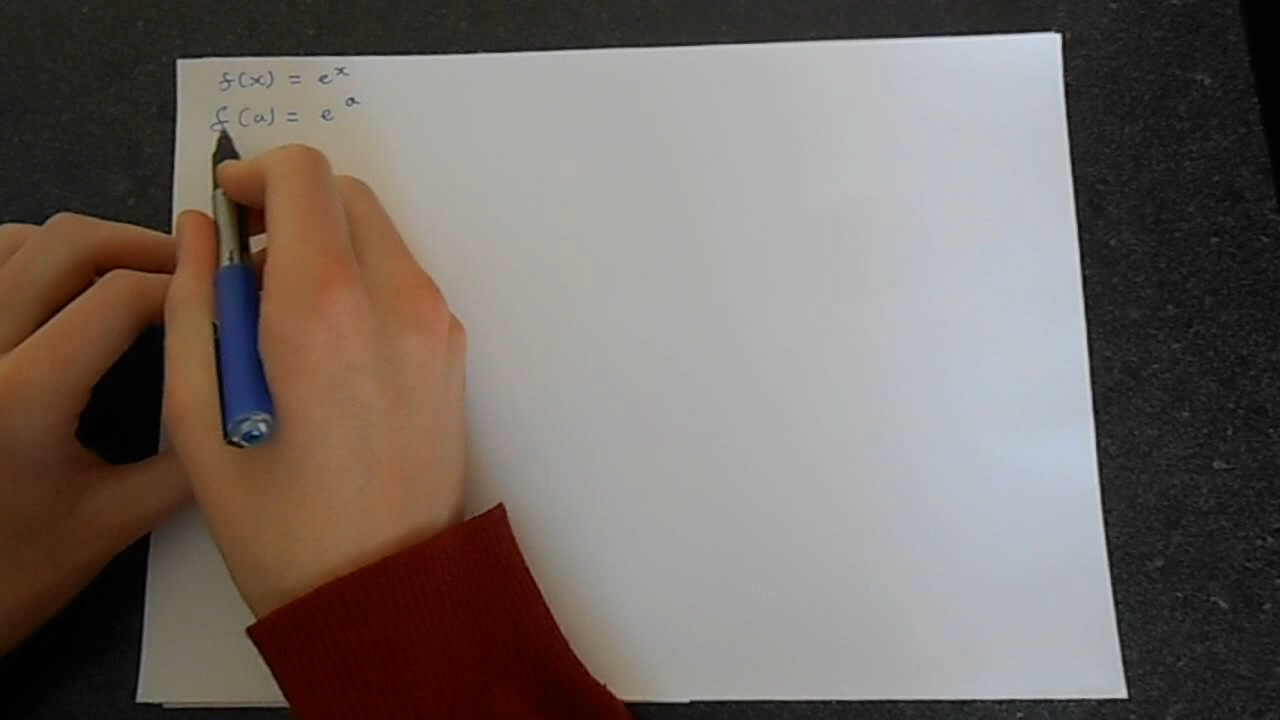 f(x) = e^x
f(a) = e^a